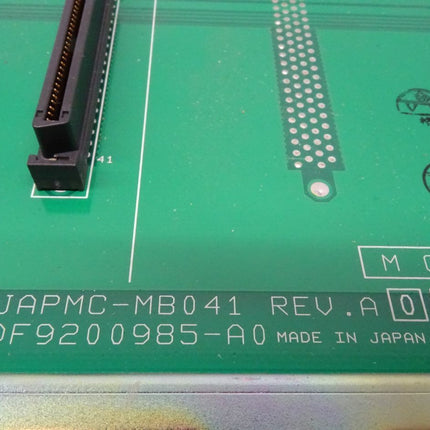 41
M
JAPMC-MB041 REV.A 0
DF9200985-A0 MADE IN JAPAN